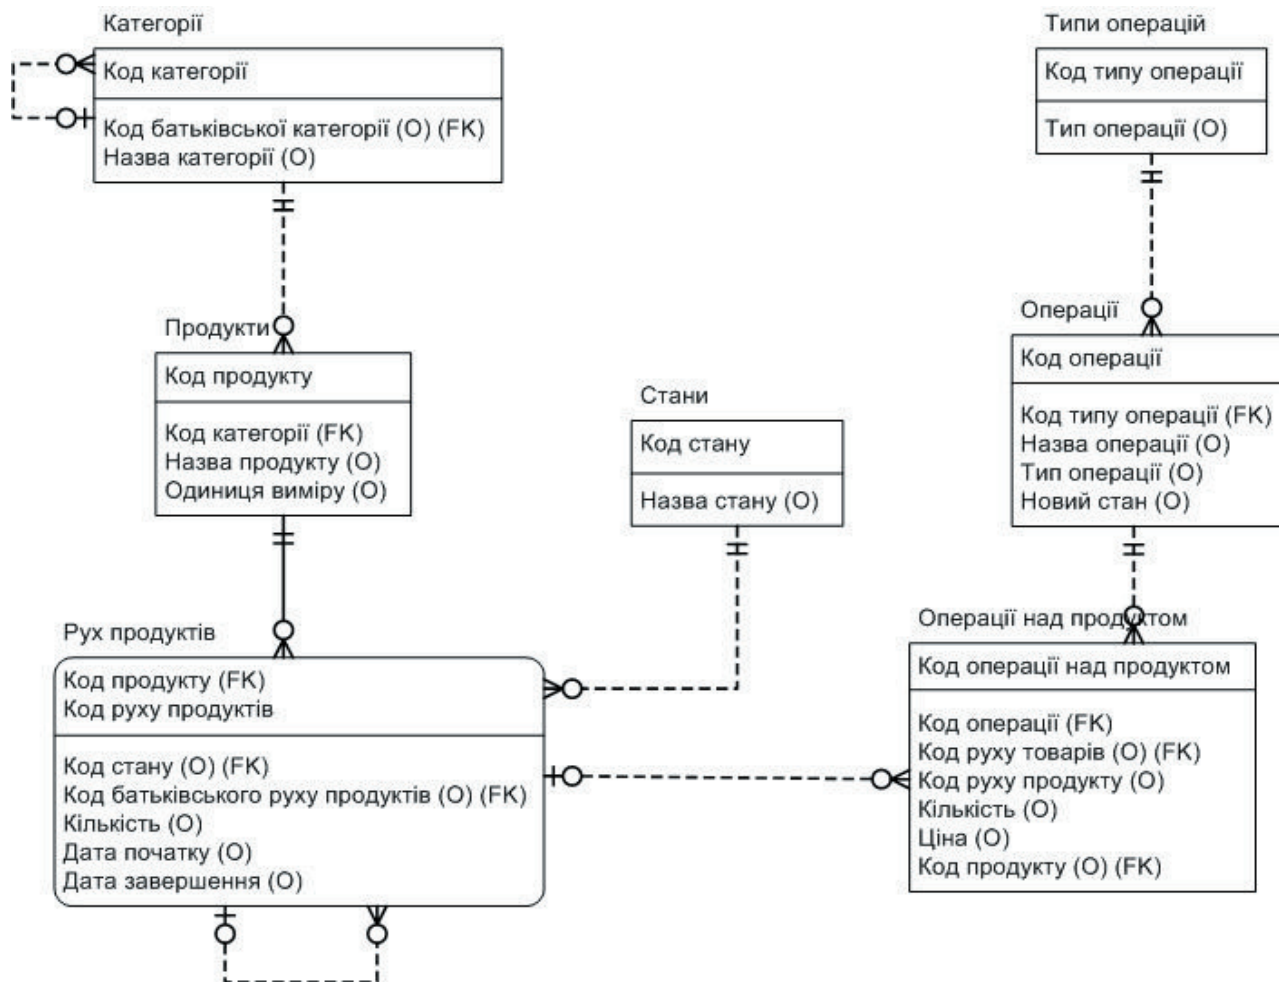 Категорії
Код категорії
Код батьківської категорії (О) (FK)
Назва категорії (О)
Типи операцій
Код типу операції
Тип операції (О)
Продукти
Код продукту
Код категорії (FK)
Назва продукту (О)
Одиниця виміру (О)
Стани
Код стану
Назва стану (О)
Операції
Код операції
Код типу операції (FK)
Назва операції (О)
Тип операції (О)
Новий стан (О)
Рух продуктів
Код продукту (FK)
Код руху продуктів
Код стану (О) (FK)
Код батьківського руху продуктів (О) (FK)
Кількість (О)
Дата початку (О)
Дата завершення (О)
Операції над продуктом
Код операції над продуктом
Код операції (FK)
Код руху товарів (О) (FK)
Код руху продукту (О)
Кількість (О)
Ціна (О)
Код продукту (О) (FK)